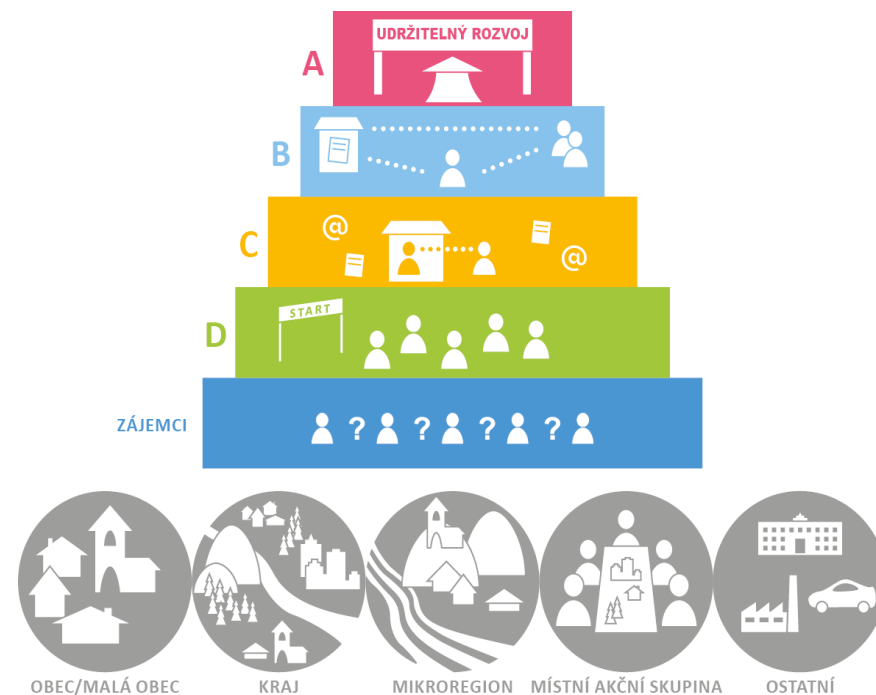 UDRŽITELNÝ ROZVOJ
A
B
C
@
@
START
D
ZÁJEMCI
? ? ? ?
OBEC/MALÁ OBEC
KRAJ
MIKROREGION
MÍSTNÍ AKČNÍ SKUPINA
OSTATNÍ